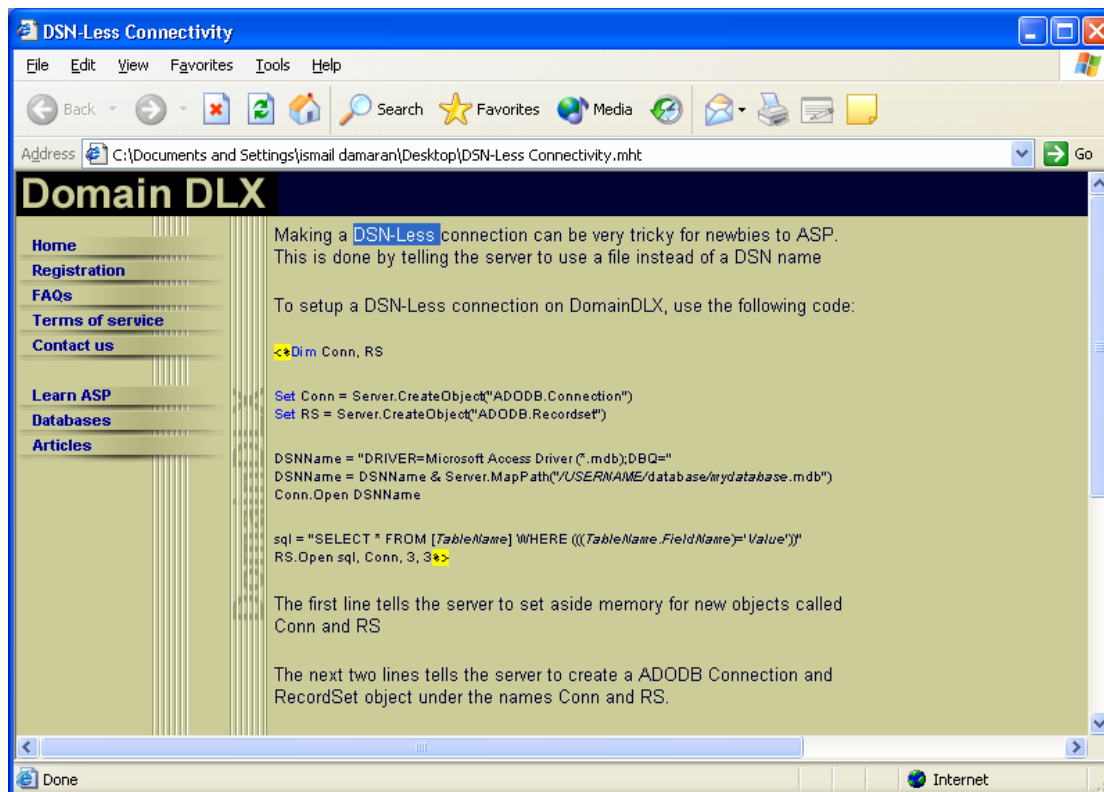 DSN-Less Connectivity
File Edit View Favorites Tools Help
Back Search Favorites Media
Address C:\Documents and Settings\ismail damaran\Desktop\DSN-Less Connectivity.mht Go
Domain DLX
Home
Registration
FAQs
Terms of service
Contact us
Learn ASP
Databases
Articles
Making a DSN-Less connection can be very tricky for newbies to ASP.
This is done by telling the server to use a file instead of a DSN name
To setup a DSN-Less connection on DomainDLX, use the following code:
<%Dim Conn, RS
Set Conn = Server.CreateObject("ADODB.Connection")
Set RS = Server.CreateObject("ADODB.Recordset")
DSNName = "DRIVER=Microsoft Access Driver (*.mdb);DBQ="
DSNName = DSNName & Server.MapPath("/USERNAME/database/mydatabase.mdb")
Conn.Open DSNName
sql = "SELECT * FROM [TableName] WHERE (((TableName.FieldName)='Value'))"
RS.Open sql, Conn, 3, 3%>
The first line tells the server to set aside memory for new objects called
Conn and RS
The next two lines tells the server to create a ADODB Connection and
RecordSet object under the names Conn and RS.
Done Internet